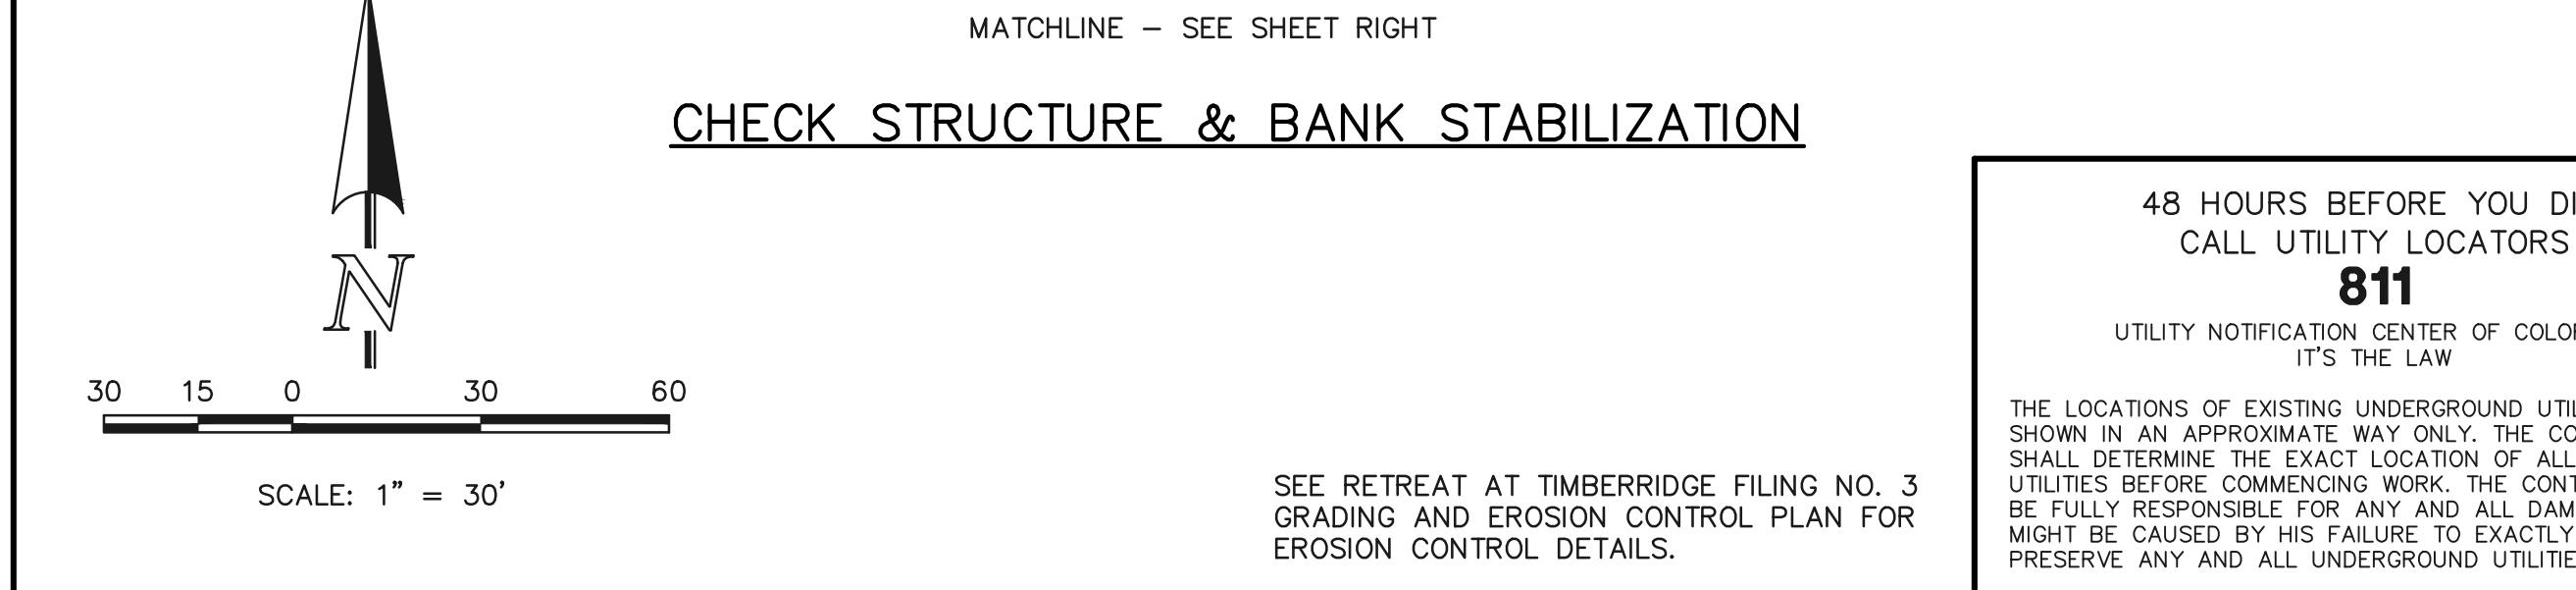 MATCHLINE – SEE SHEET RIGHT
CHECK STRUCTURE & BANK STABILIZATION
N
30 15 0 30 60
SCALE: 1” = 30’
SEE RETREAT AT TIMBERRIDGE FILING NO. 3
GRADING AND EROSION CONTROL PLAN FOR
EROSION CONTROL DETAILS.
48 HOURS BEFORE YOU
CALL UTILITY LOCATORS
811
UTILITY NOTIFICATION CENTER OF
IT’S THE LAW
THE LOCATIONS OF EXISTING UNDERGROUND
SHOWN IN AN APPROXIMATE WAY ONLY. THE
SHALL DETERMINE THE EXACT LOCATION OF ALL
UTILITIES BEFORE COMMENCING WORK. THE
BE FULLY RESPONSIBLE FOR ANY AND ALL
MIGHT BE CAUSED BY HIS FAILURE TO EXACTLY
PRESERVE ANY AND ALL UNDERGROUND